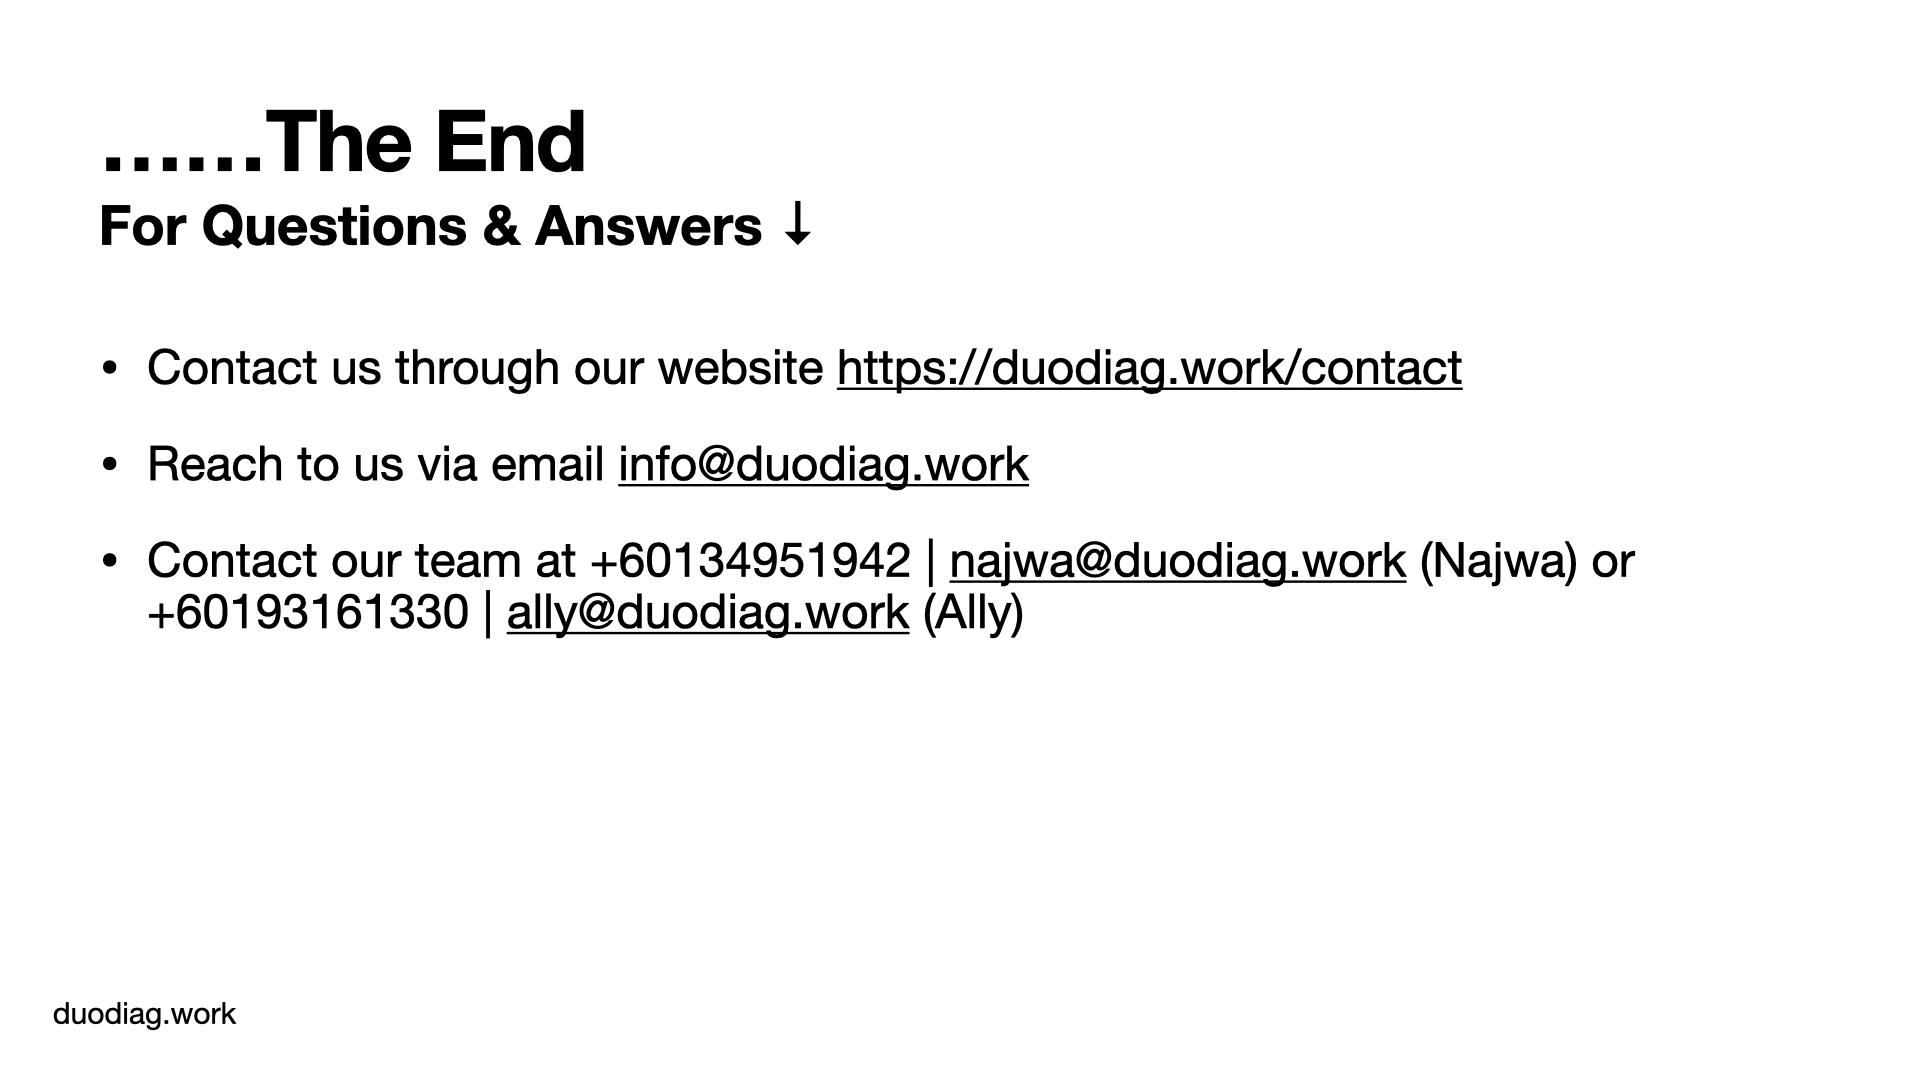 ......The End
For Questions & Answers ↓
• Contact us through our website https://duodiag.work/contact
• Reach to us via email info@duodiag.work
• Contact our team at +60134951942 | najwa@duodiag.work (Najwa) or
+60193161330 | ally@duodiag.work (Ally)
duodiag.work